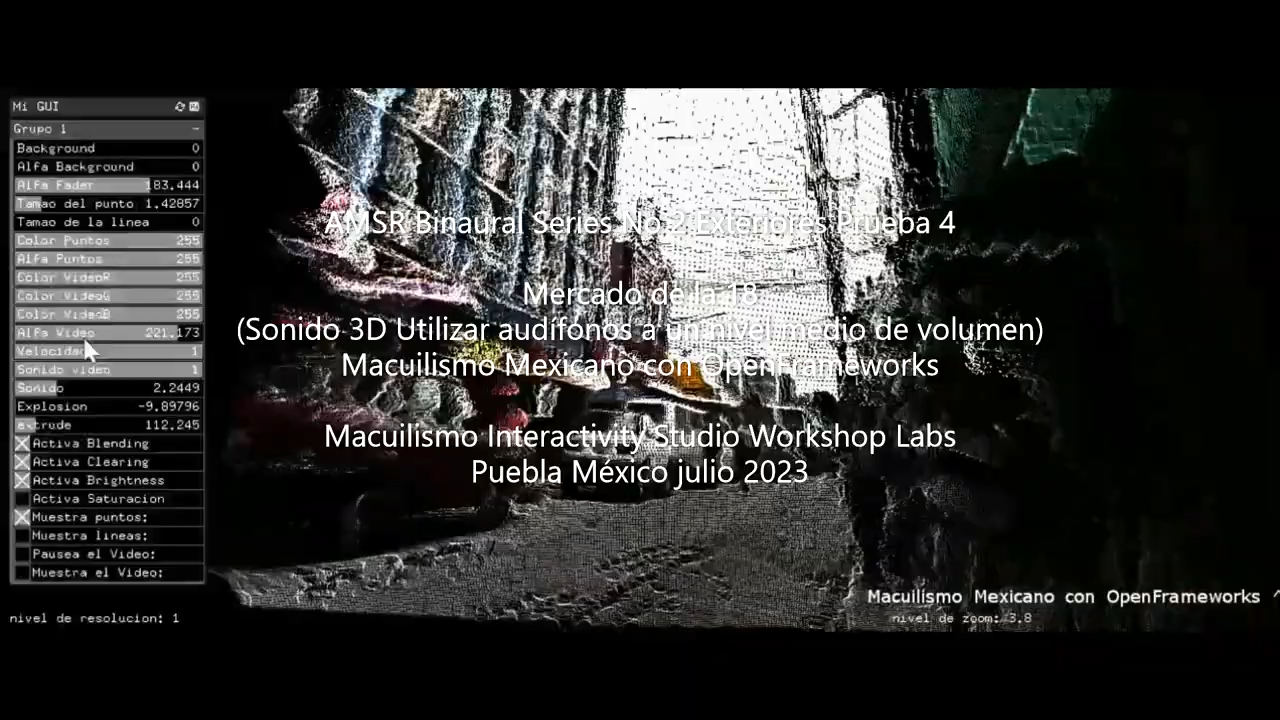 Mi GUI
Grupo 1 -
Background 0
Alfa Background 0
Alfa Fader 183.444
Tamao del punto 1.42857
Tamao de la linea 0
Color Puntos 255
Alfa Puntos 255
Color VideoR 255
Color VideoG 255
Color VideoB 255
Alfa Video 221.173
Velocidad 1
Sonido video 1
Sonido 2.2449
Explosion -9.89796
extrude 112.245
Activa Blending
Activa Clearing
Activa Brightness
Activa Saturacion
Muestra puntos:
Muestra lineas:
Pausea el Video:
Muestra el Video:
nivel de resolucion: 1
AMSR Binaural Series No.2 Exteriores Prueba 4
Mercado de la 18
(Sonido 3D Utilizar audífonos a un nivel medio de volumen)
Macuilismo Mexicano con OpenFrameworks
Macuilismo Interactivity Studio Workshop Labs
Puebla México julio 2023
Macuilismo Mexicano con OpenFrameworks ^
nivel de zoom: 3.8